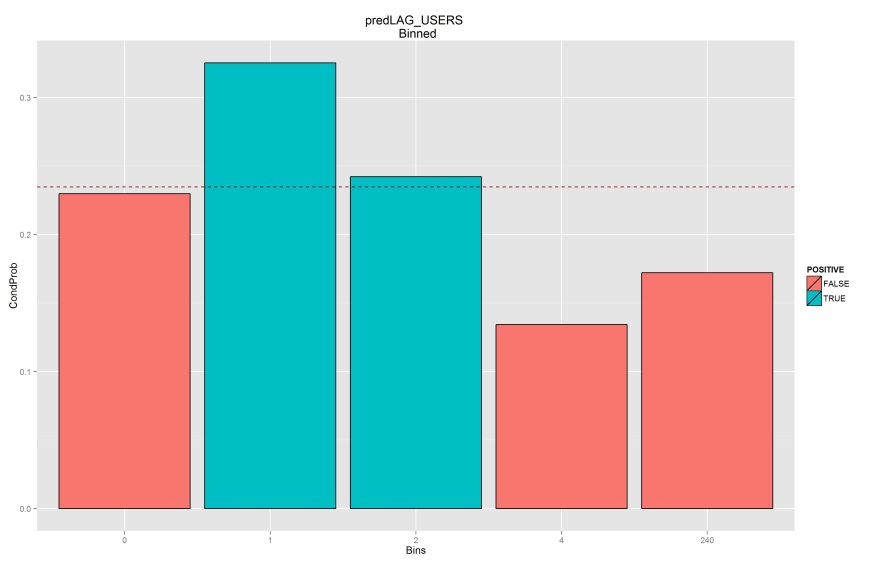 predLAG_USERS
Binned
CondProb
0.3
0.2
0.1
0.0
0 1 2 4 240
Bins
POSITIVE
FALSE
TRUE